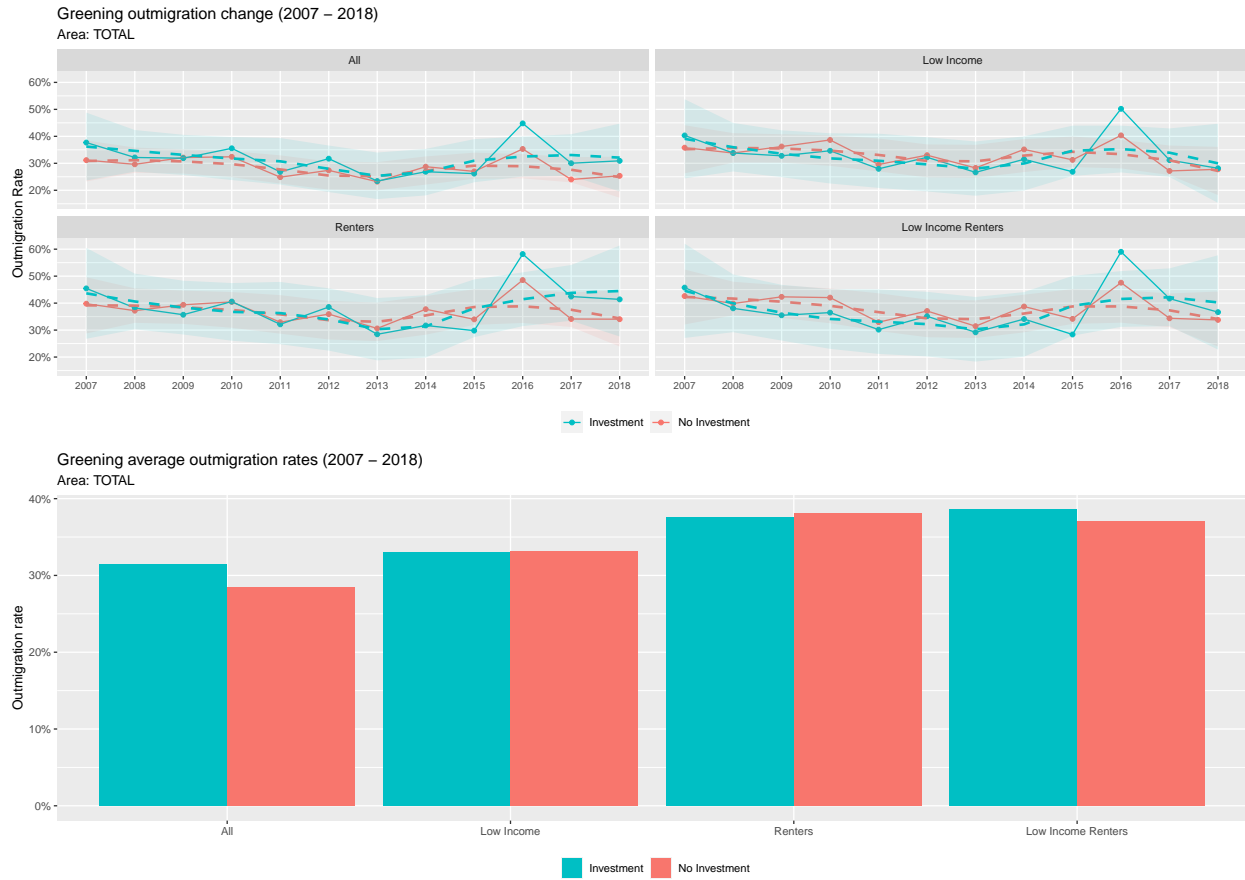 Greening outmigration change (2007 – 2018)
Area: TOTAL
All
Low Income
60%
50%
40%
30%
20%
Renters
Low Income Renters
60%
50%
40%
30%
20%
Outmigration Rate
2007 2008 2009 2010 2011 2012 2013 2014 2015 2016 2017 2018
2007 2008 2009 2010 2011 2012 2013 2014 2015 2016 2017 2018
Investment No Investment
Greening average outmigration rates (2007 – 2018)
Area: TOTAL
40%
30%
20%
10%
0%
Outmigration rate
All Low Income Renters Low Income Renters
Investment No Investment